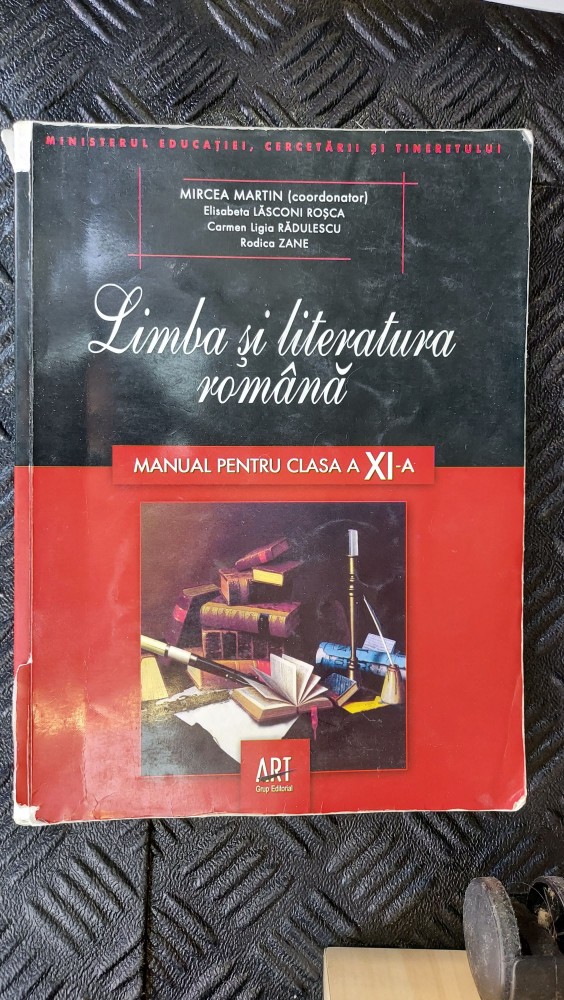 MINISTERUL EDUCAȚIEI, CERCETĂRII ȘI TINERETULUI
MIRCEA MARTIN (coordonator)
Elisabeta LĂSCONI ROȘCA
Carmen Ligia RĂDULESCU
Rodica ZANE
Limba și literatura
română
MANUAL PENTRU CLASA A XI-A
ART
Grup Editorial